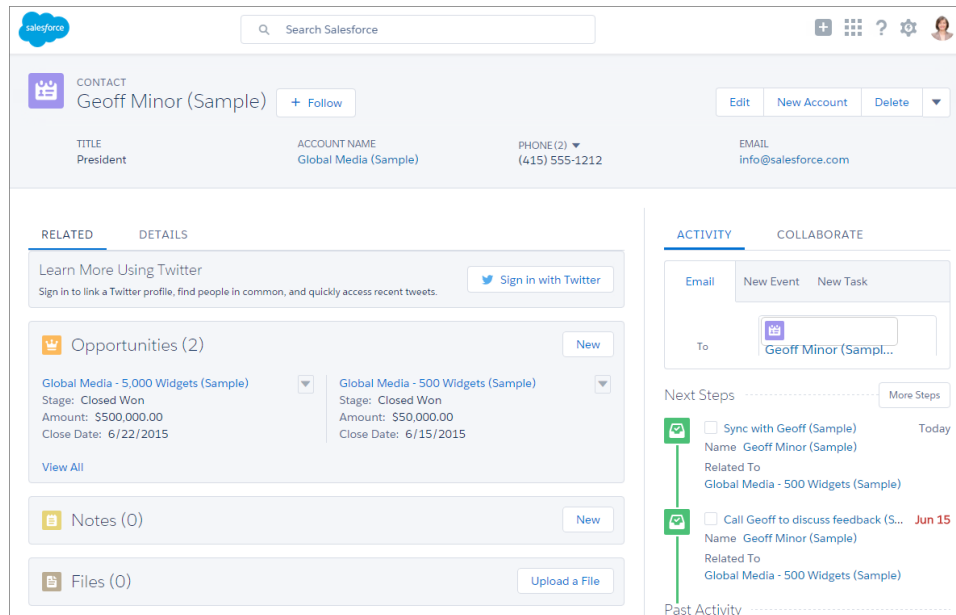 salesforce
Search Salesforce
CONTACT
Geoff Minor (Sample)
+ Follow
Edit
New Account
Delete
TITLE
President
ACCOUNT NAME
Global Media (Sample)
PHONE (2)
(415) 555-1212
EMAIL
info@salesforce.com
RELATED
DETAILS
Learn More Using Twitter
Sign in to link a Twitter profile, find people in common, and quickly access recent tweets.
Sign in with Twitter
Opportunities (2)
New
Global Media - 5,000 Widgets (Sample)
Stage: Closed Won
Amount: $500,000.00
Close Date: 6/22/2015
Global Media - 500 Widgets (Sample)
Stage: Closed Won
Amount: $50,000.00
Close Date: 6/15/2015
View All
Notes (0)
New
Files (0)
Upload a File
ACTIVITY
COLLABORATE
Email
New Event
New Task
To
Geoff Minor (Sampl...
Next Steps
More Steps
Sync with Geoff (Sample)
Today
Name Geoff Minor (Sample)
Related To
Global Media - 500 Widgets (Sample)
Call Geoff to discuss feedback (S...
Jun 15
Name Geoff Minor (Sample)
Related To
Global Media - 500 Widgets (Sample)
Past Activity